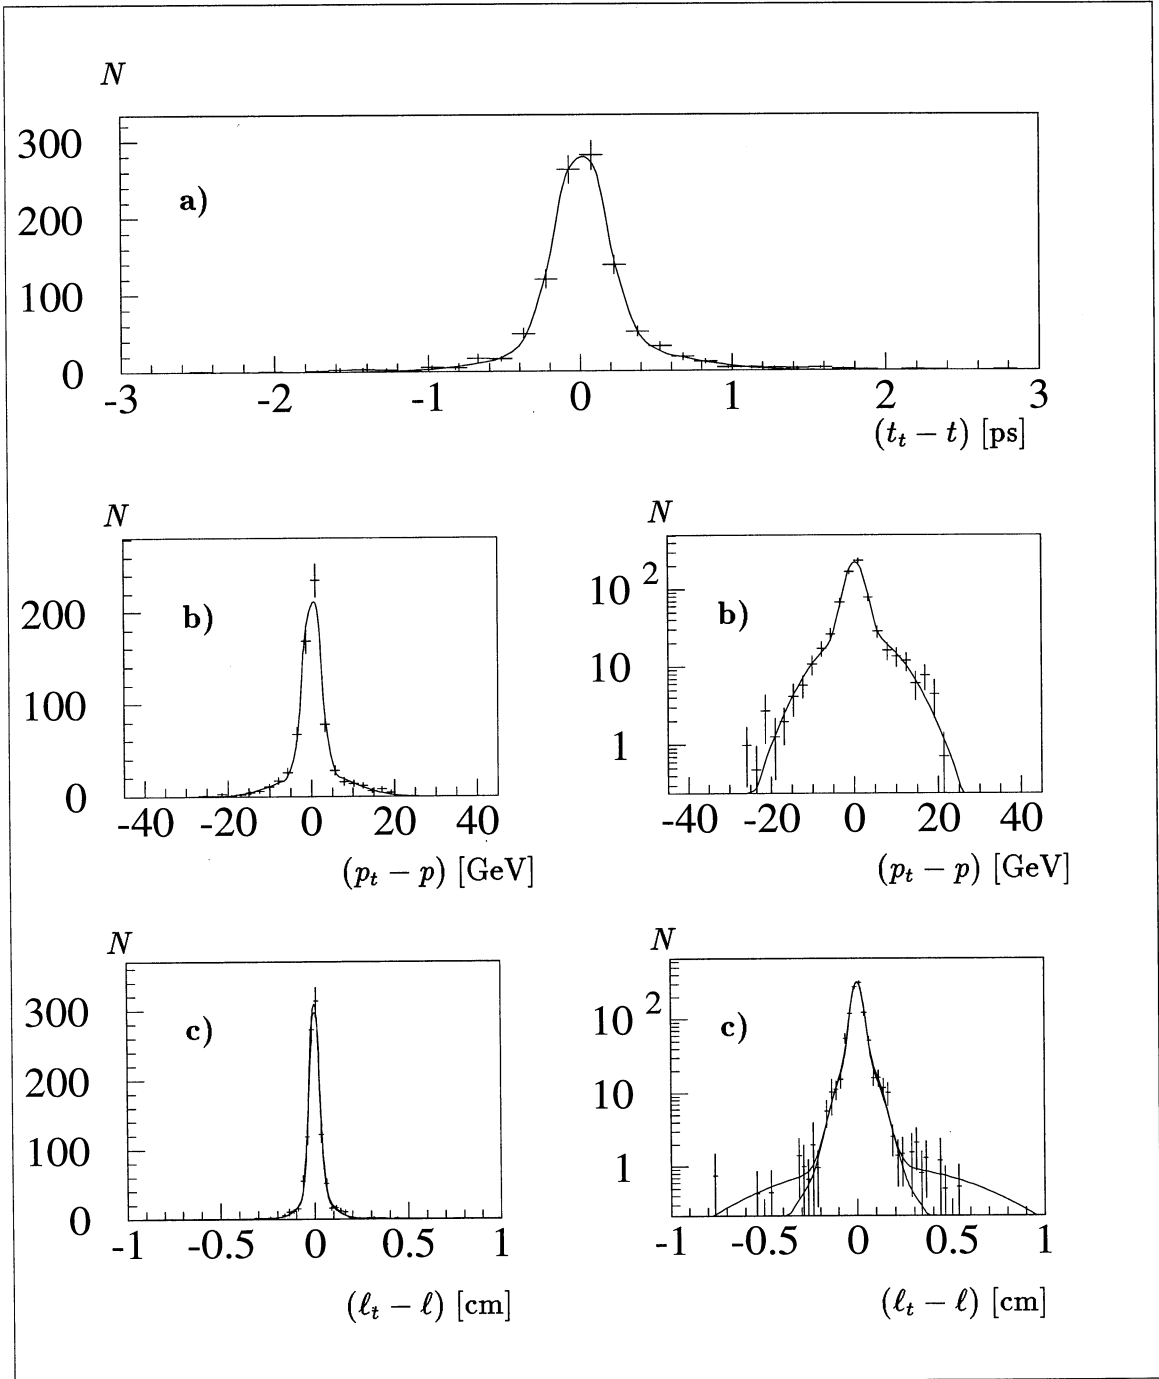 N
300
200
100
0
a)
-3 -2 -1 0 1 2 3
(t_t − t) [ps]
N
200
100
0
b)
-40 -20 0 20 40
(p_t − p) [GeV]
N
10 2
10
1
b)
-40 -20 0 20 40
(p_t − p) [GeV]
N
300
200
100
0
c)
-1 -0.5 0 0.5 1
(ℓ_t − ℓ) [cm]
N
10 2
10
1
c)
-1 -0.5 0 0.5 1
(ℓ_t − ℓ) [cm]